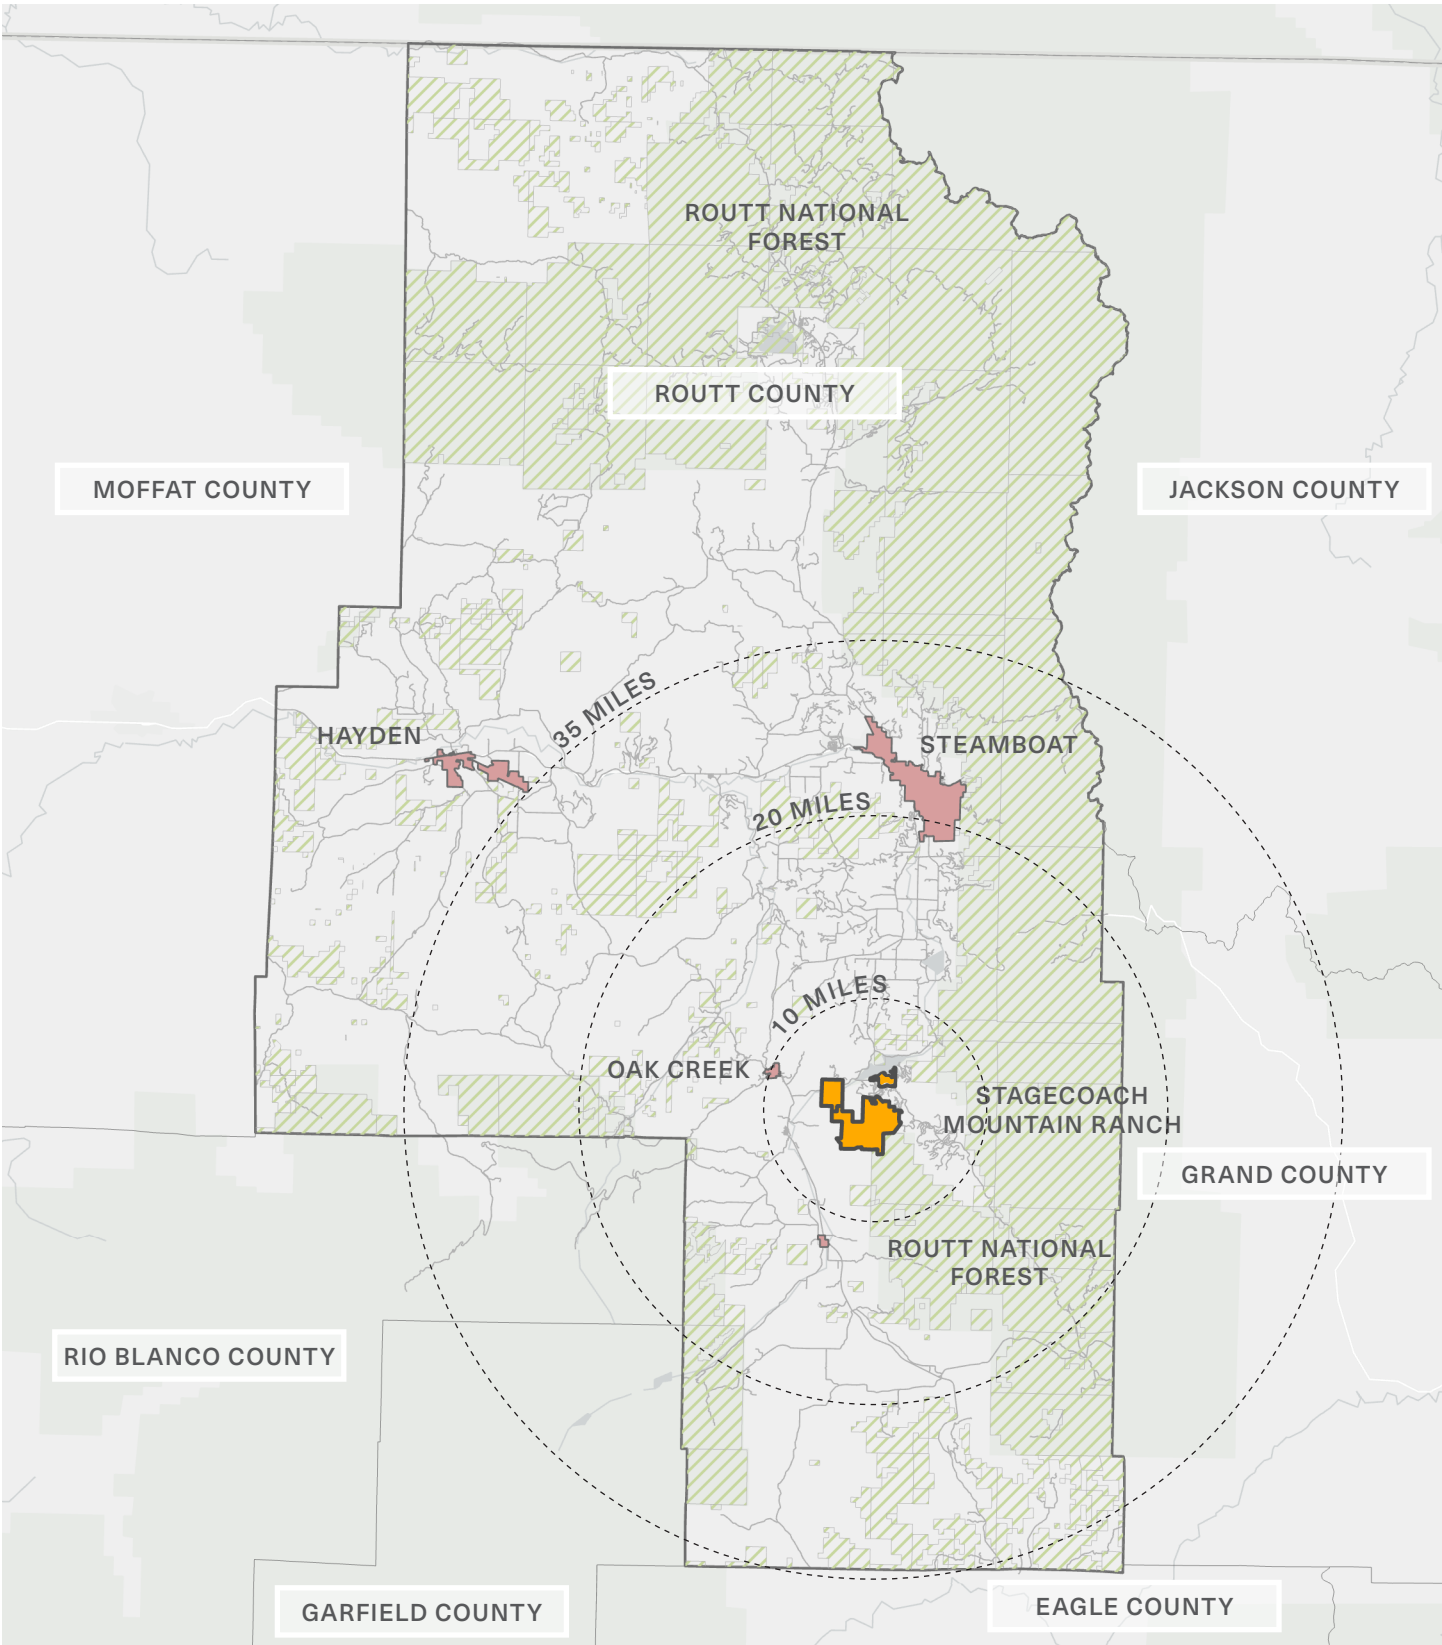 ROUTT NATIONAL
FOREST
ROUTT COUNTY
MOFFAT COUNTY
JACKSON COUNTY
35 MILES
HAYDEN
STEAMBOAT
20 MILES
10 MILES
OAK CREEK
STAGECOACH
MOUNTAIN RANCH
GRAND COUNTY
ROUTT NATIONAL
FOREST
RIO BLANCO COUNTY
GARFIELD COUNTY
EAGLE COUNTY